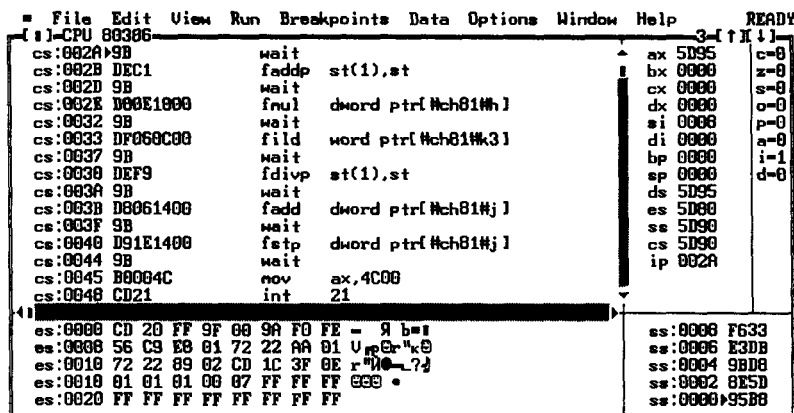 ≡ File Edit View Run Breakpoints Data Options Window Help READY
[■]=CPU 80386 3=[↑][↓]
cs:002A▶9B wait ax 5D95 c=0
cs:002B DEC1 faddp st(1),st bx 0000 z=0
cs:002D 9B wait cx 0000 s=0
cs:002E D80E1000 fmul dword ptr[#ch81#h] dx 0000 o=0
cs:0032 9B wait si 0008 p=0
cs:0033 DF060C00 fild word ptr[#ch81#k3] di 0000 a=0
cs:0037 9B wait bp 0000 i=1
cs:0038 DEF9 fdivp st(1),st sp 0000 d=0
cs:003A 9B wait ds 5D95
cs:003B D8061400 fadd dword ptr[#ch81#j] es 5D80
cs:003F 9B wait ss 5D90
cs:0040 D91E1400 fstp dword ptr[#ch81#j] cs 5D90
cs:0044 9B wait ip 002A
cs:0045 B8004C mov ax,4C00
cs:0048 CD21 int 21
es:0000 CD 20 FF 9F 00 9A F0 FE ss:0008 F633
es:0008 56 C9 E8 01 72 22 AA 01 ss:0006 E3DB
es:0010 72 22 89 02 CD 1C 3F 0E ss:0004 9BD8
es:0018 01 01 01 00 07 FF FF FF ss:0002 8E5D
es:0020 FF FF FF FF FF FF FF FF ss:0000▶95B8